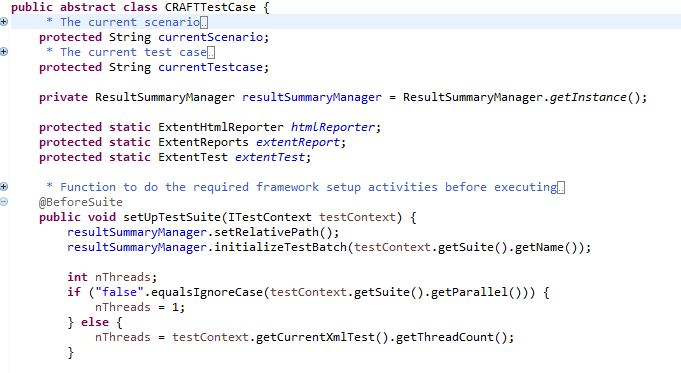 public abstract class CRAFTTestCase {
* The current scenario..
protected String currentScenario;
* The current test case..
protected String currentTestcase;
private ResultSummaryManager resultSummaryManager = ResultSummaryManager.getInstance();
protected static ExtentHtmlReporter htmlReporter;
protected static ExtentReports extentReport;
protected static ExtentTest extentTest;
* Function to do the required framework setup activities before executing..
@BeforeSuite
public void setUpTestSuite(ITestContext testContext) {
resultSummaryManager.setRelativePath();
resultSummaryManager.initializeTestBatch(testContext.getSuite().getName());
int nThreads;
if ("false".equalsIgnoreCase(testContext.getSuite().getParallel())) {
nThreads = 1;
} else {
nThreads = testContext.getCurrentXmlTest().getThreadCount();
}